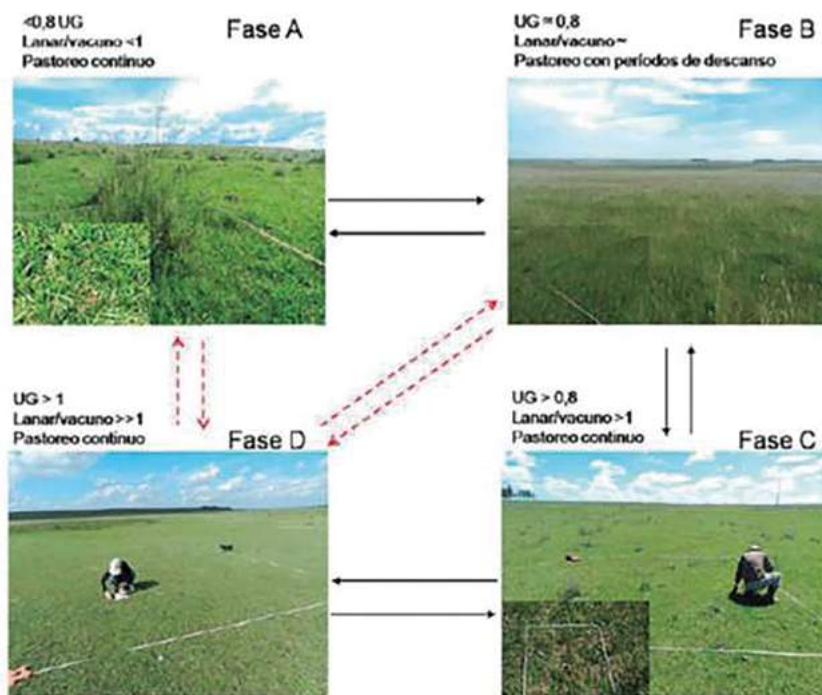 <0,8 UG
Lanar/vacuno <1
Pastoreo continuo
Fase A
UG = 0,8
Lanar/vacuno ~
Pastoreo con períodos de descanso
Fase B
UG > 1
Lanar/vacuno >> 1
Pastoreo continuo
Fase D
UG > 0,8
Lanar/vacuno > 1
Pastoreo continuo
Fase C